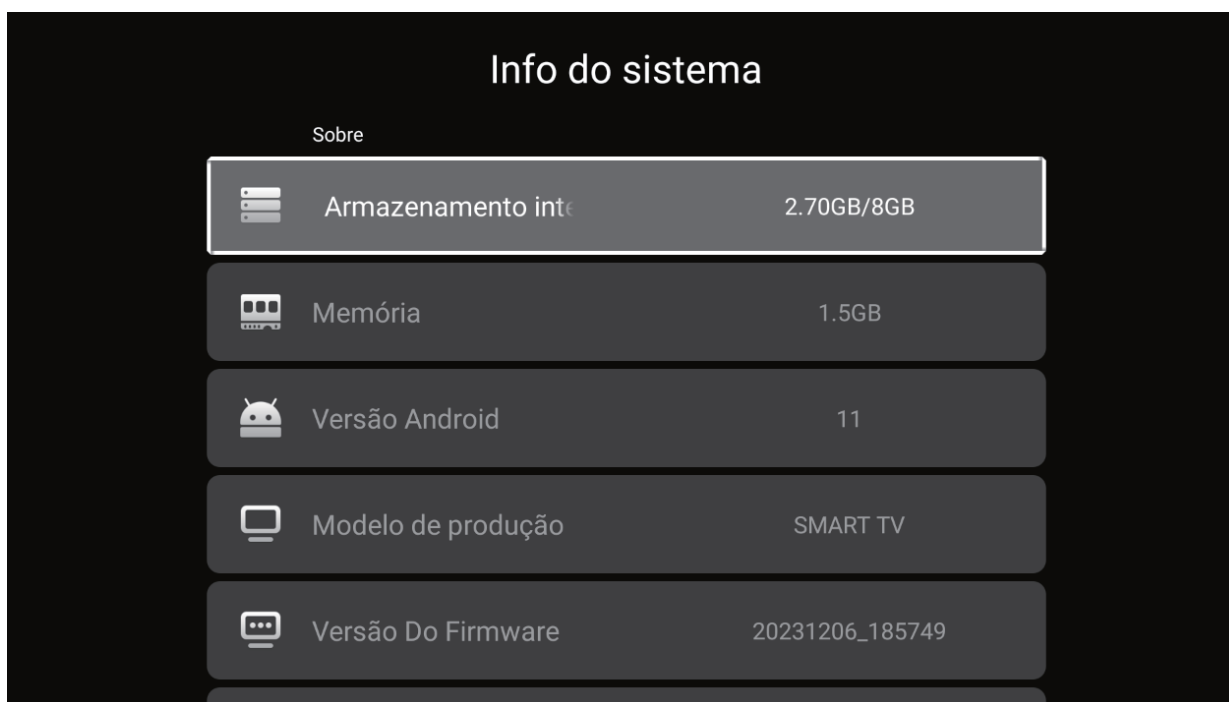 Info do sistema
Sobre
Armazenamento inte 2.70GB/8GB
Memória 1.5GB
Versão Android 11
Modelo de produção SMART TV
Versão Do Firmware 20231206_185749